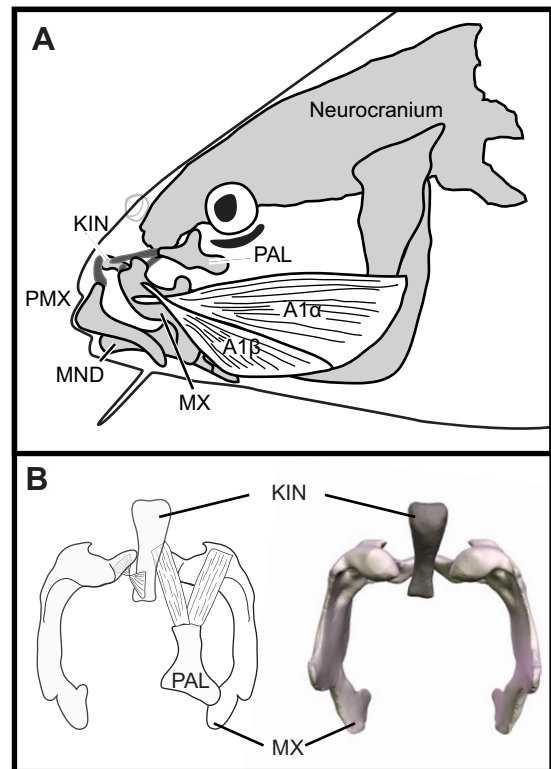 A
Neurocranium
KIN
PAL
PMX
A1α
A1β
MND
MX
B
KIN
PAL
MX